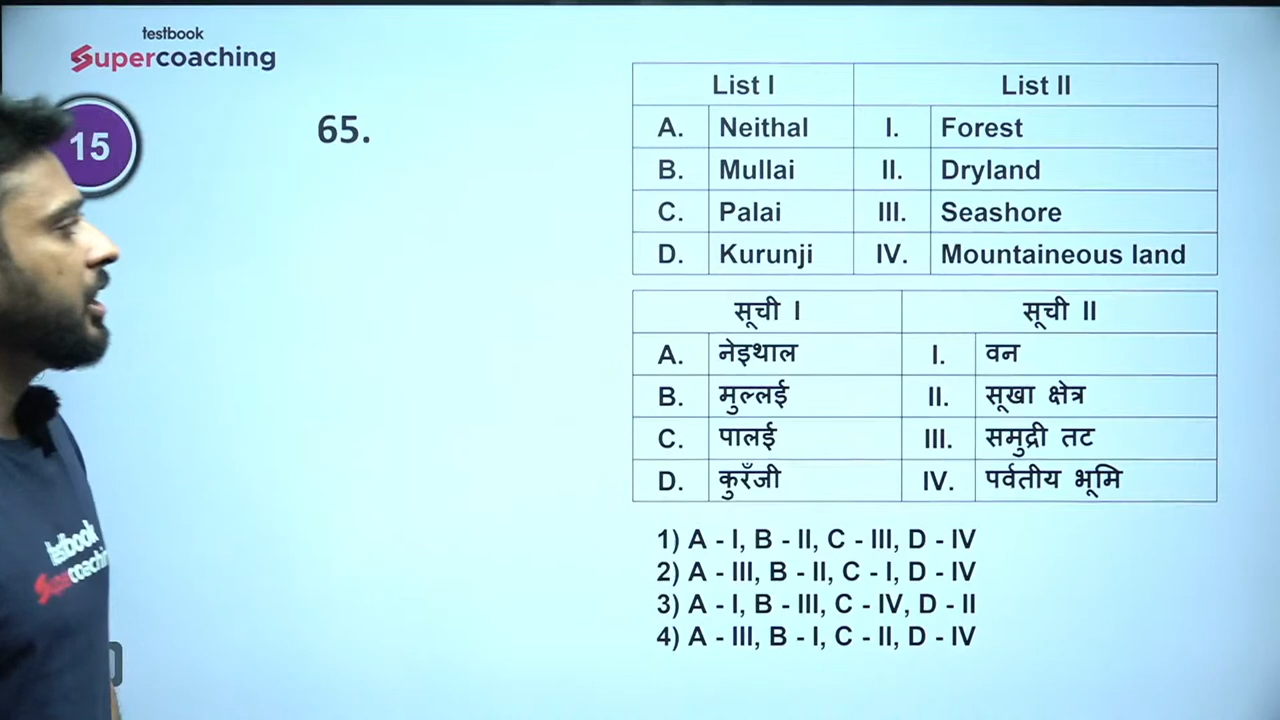 testbook
Supercoaching
15
65.
List I List II
A. Neithal I. Forest
B. Mullai II. Dryland
C. Palai III. Seashore
D. Kurunji IV. Mountaineous land
सूची I सूची II
A. नेइथाल I. वन
B. मुल्लई II. सूखा क्षेत्र
C. पालई III. समुद्री तट
D. कुरँजी IV. पर्वतीय भूमि
1) A - I, B - II, C - III, D - IV
2) A - III, B - II, C - I, D - IV
3) A - I, B - III, C - IV, D - II
4) A - III, B - I, C - II, D - IV
testbook
Supercoachin